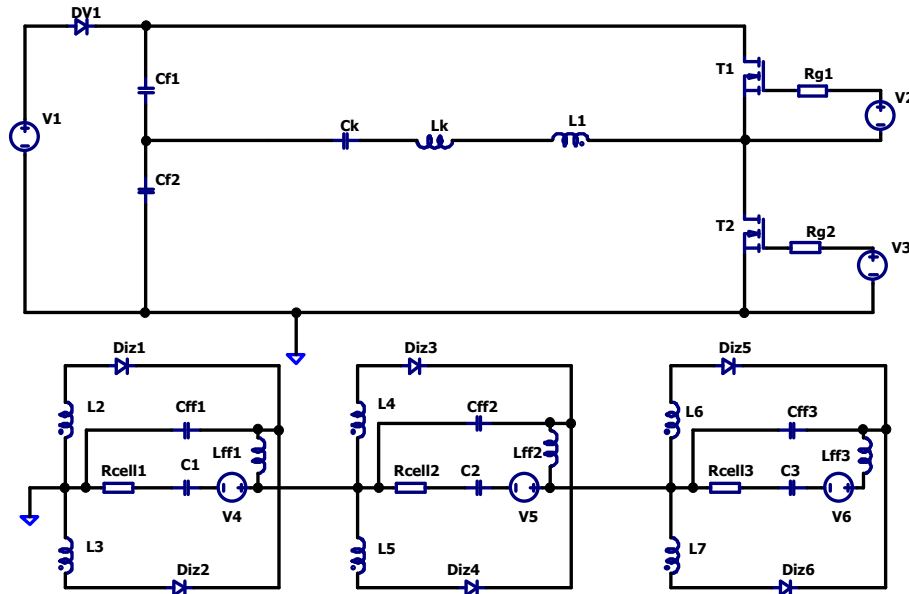 DV1
Cf1
T1
Rg1
V2
V1
Ck
Lk
L1
Cf2
T2
Rg2
V3
Diz1
Diz3
Diz5
L2
Cff1
L4
Cff2
L6
Cff3
Lff1
Lff2
Lff3
Rcell1
C1
Rcell2
C2
Rcell3
C3
V4
V5
V6
L3
L5
L7
Diz2
Diz4
Diz6